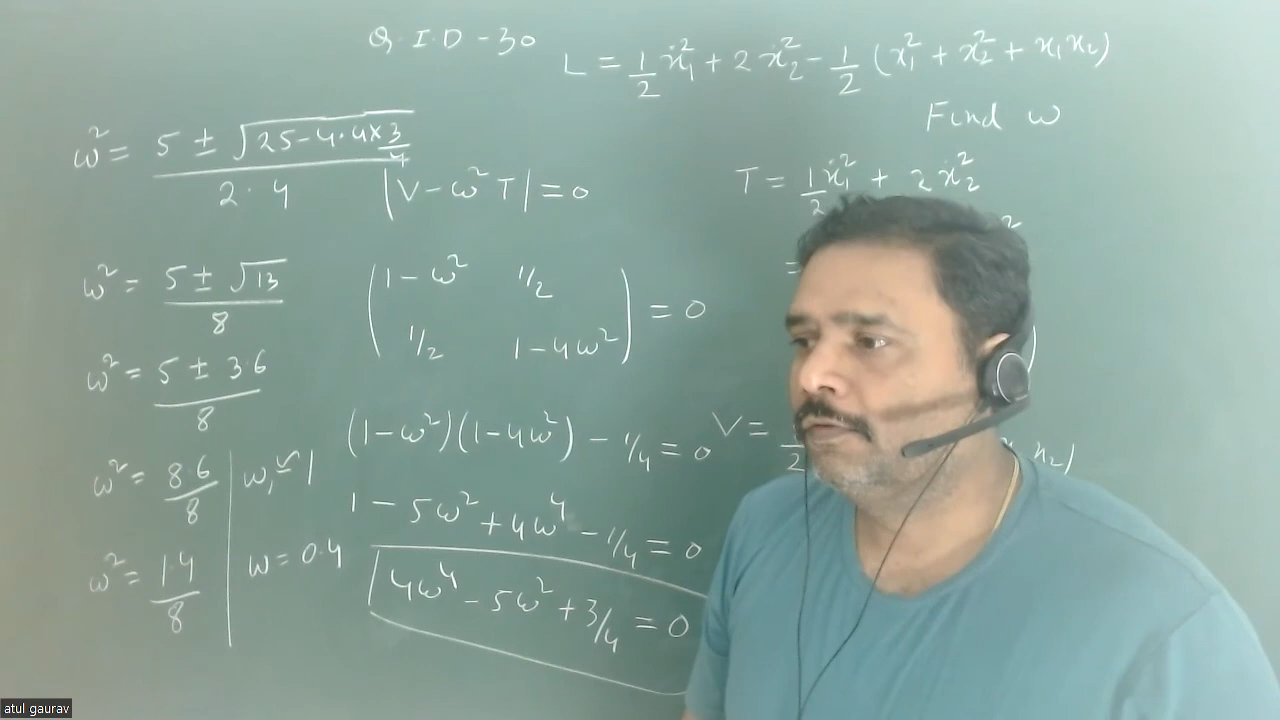 Q.I.D-30
L = 1/2 ẋ₁² + 2 ẋ₂² - 1/2 (x₁² + x₂² + x₁x₂)
Find ω
ω² = 5 ± √(25-4·4×3/4) / 2·4
|V - ω² T| = 0
T = 1/2 ẋ₁² + 2 ẋ₂²
ω² = 5 ± √13 / 8
( 1-ω² 1/2
1/2 1-4ω² ) = 0
ω² = 5 ± 3.6 / 8
(1-ω²)(1-4ω²) - 1/4 = 0
V = 1/2
x₂)
ω² = 8.6/8
ω₁ ≃ 1
1 - 5ω² + 4ω⁴ - 1/4 = 0
ω² = 1.4/8
ω = 0.4
4ω⁴ - 5ω² + 3/4 = 0
atul gaurav